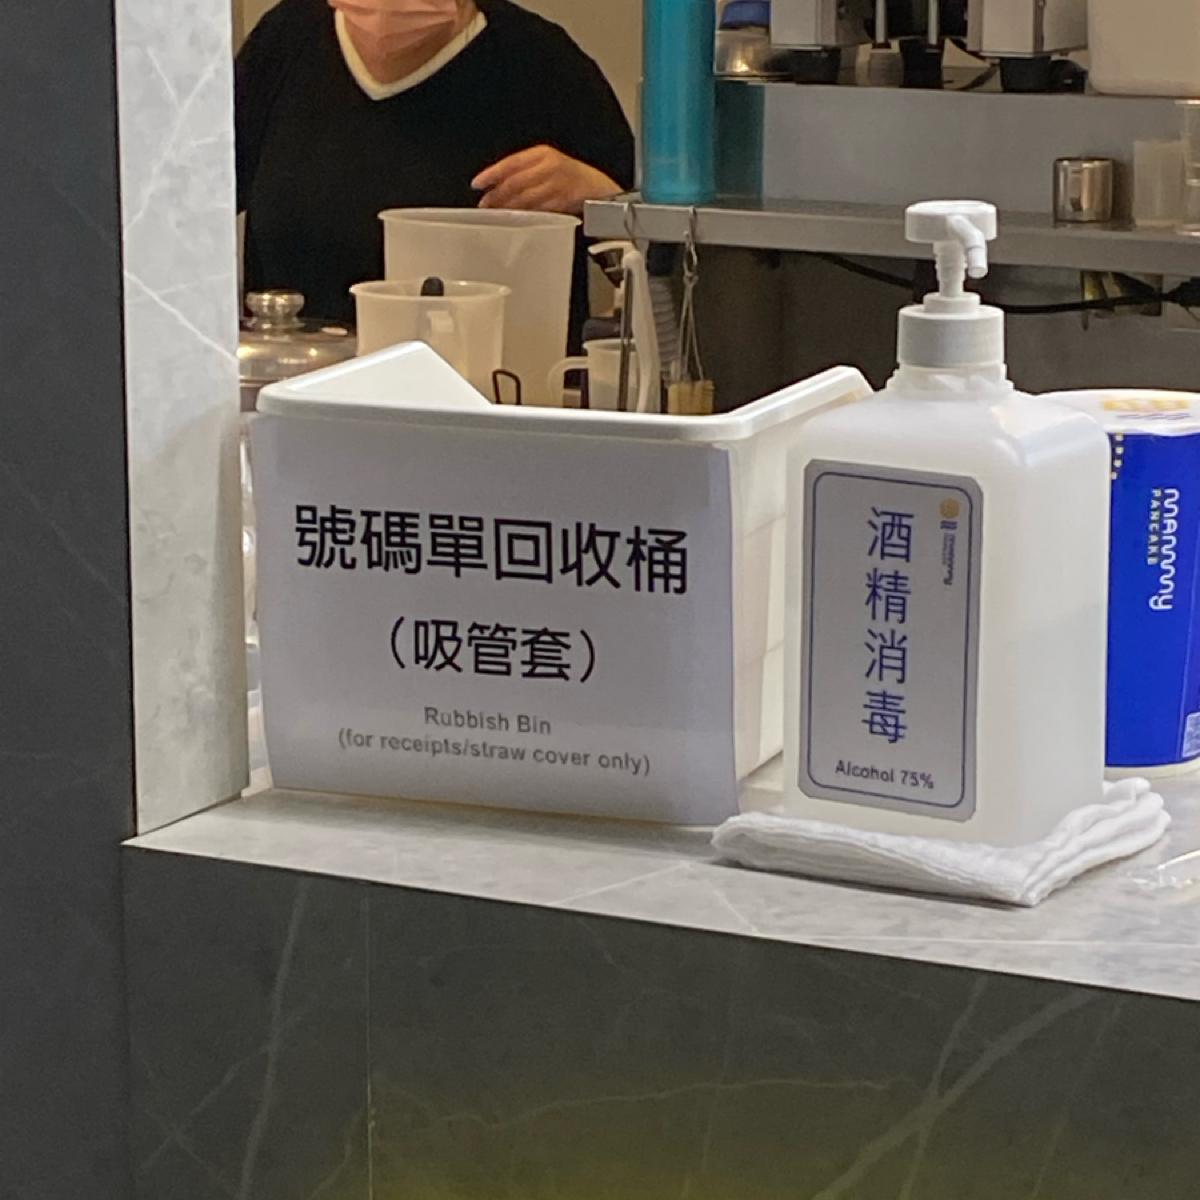 號碼單回收桶
（吸管套）
Rubbish Bin
(for receipts/straw cover only)
酒精消毒
Alcohol 75%
mammy
PANCAKE